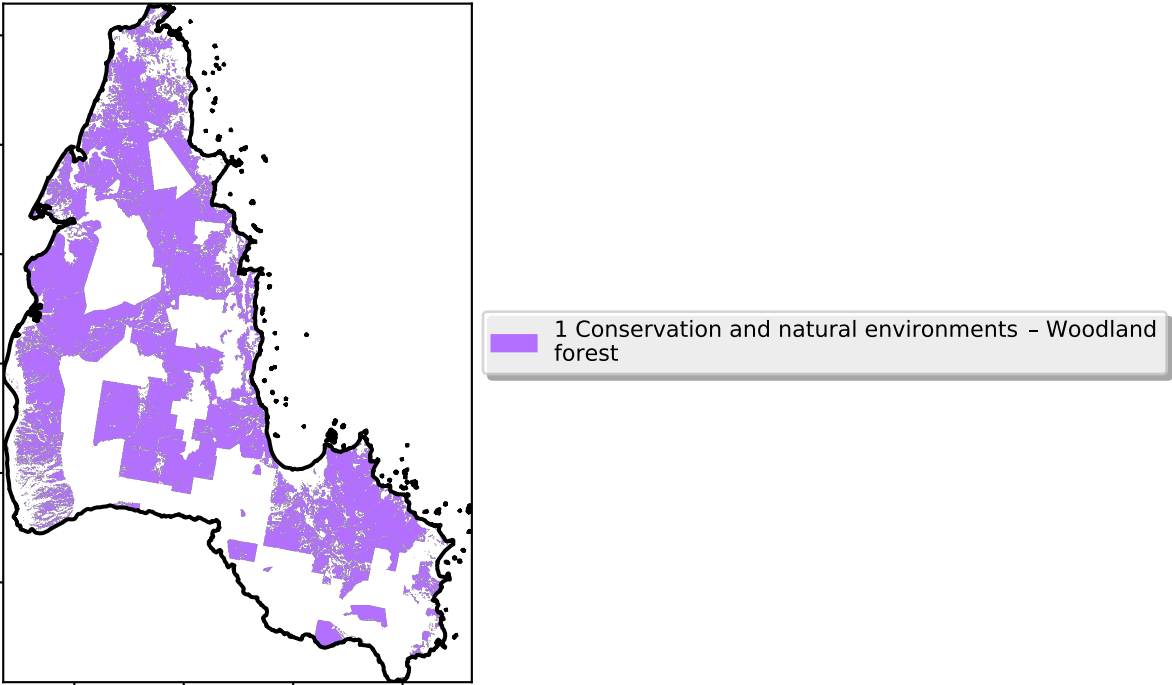 1 Conservation and natural environments – Woodland
forest